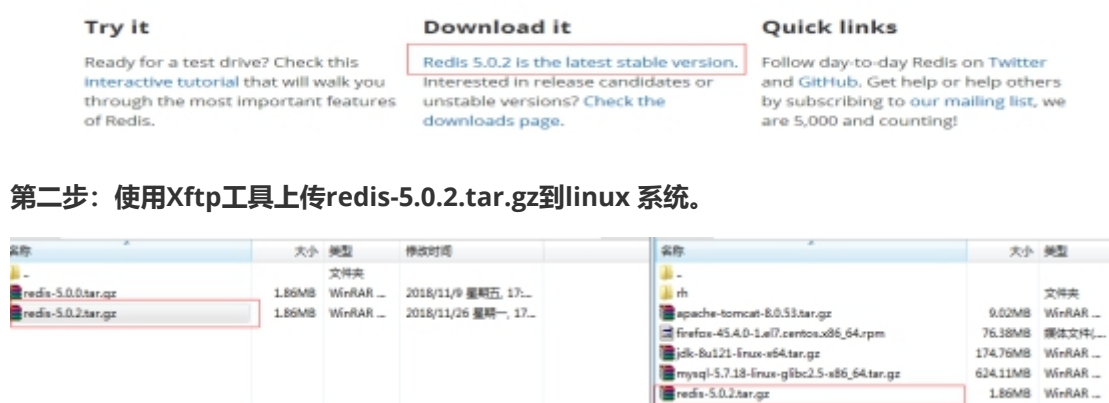 Try it
Ready for a test drive? Check this
interactive tutorial that will walk you
through the most important features
of Redis.
Download it
Redis 5.0.2 is the latest stable version.
Interested in release candidates or
unstable versions? Check the
downloads page.
Quick links
Follow day-to-day Redis on Twitter
and GitHub. Get help or help others
by subscribing to our mailing list, we
are 5,000 and counting!
第二步：使用Xftp工具上传redis-5.0.2.tar.gz到linux 系统。
名称 大小 类型 修改时间
.. 文件夹
redis-5.0.0.tar.gz 1.86MB WinRAR ... 2018/11/9 星期五, 17:...
redis-5.0.2.tar.gz 1.86MB WinRAR ... 2018/11/26 星期一, 17...
名称 大小 类型
..
rh 文件夹
apache-tomcat-8.0.53.tar.gz 9.02MB WinRAR ...
firefox-45.4.0-1.el7.centos.x86_64.rpm 76.38MB 媒体文件(...
jdk-8u121-linux-x64.tar.gz 174.76MB WinRAR ...
mysql-5.7.18-linux-glibc2.5-x86_64.tar.gz 624.11MB WinRAR ...
redis-5.0.2.tar.gz 1.86MB WinRAR ...